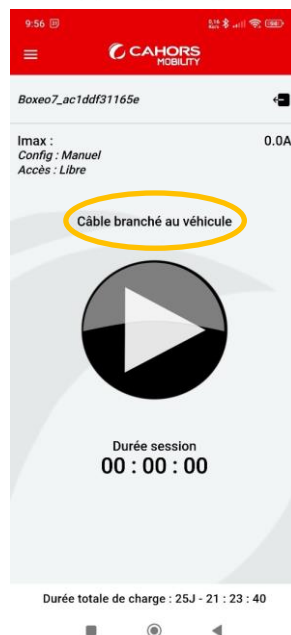 9:56
CAHORS
MOBILITY
Boxeo7_ac1ddf31165e
Imax :
0.0A
Config : Manuel
Accès : Libre
Câble branché au véhicule
Durée session
00 : 00 : 00
Durée totale de charge : 25J - 21 : 23 : 40